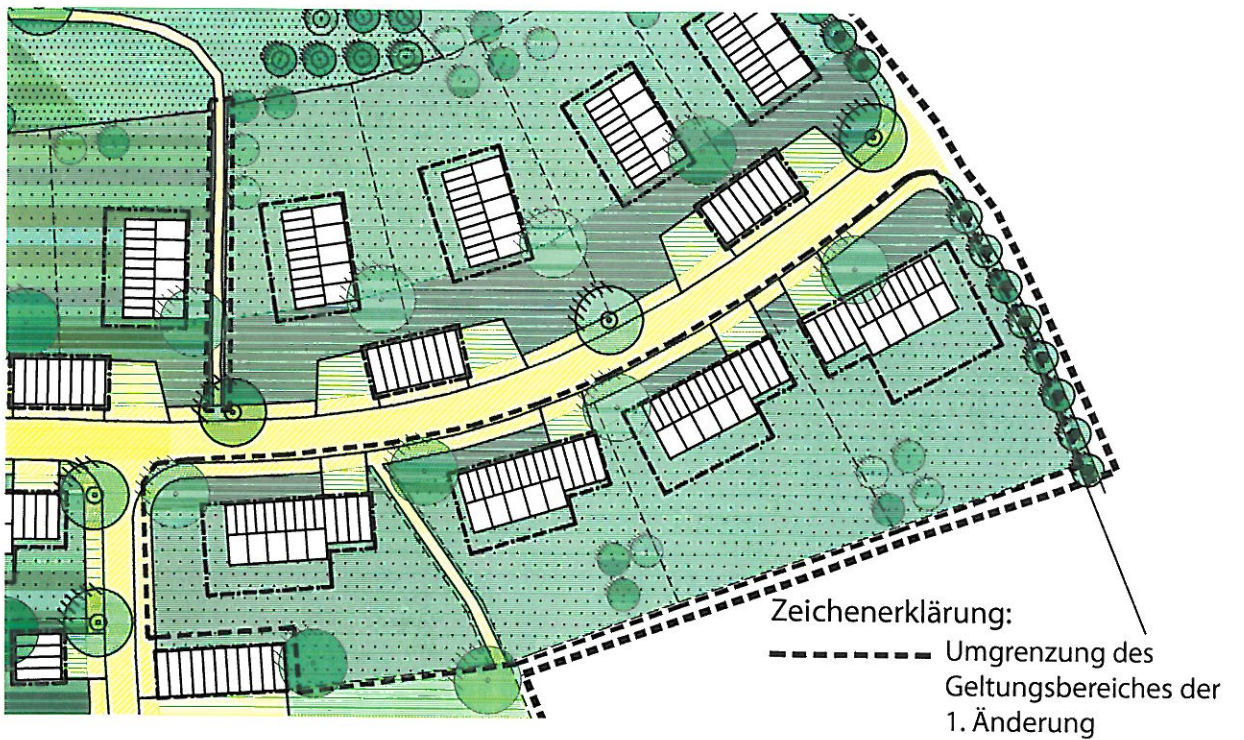 Zeichenerklärung:
Umgrenzung des
Geltungsbereiches der
1. Änderung